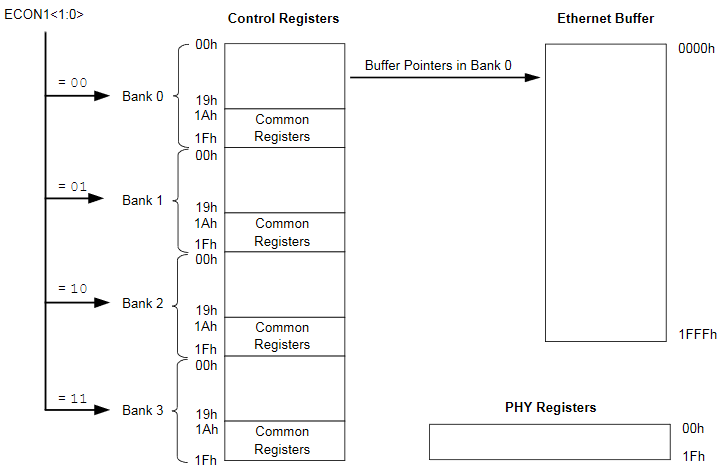 ECON1<1:0>
Control Registers
Ethernet Buffer
= 00
Bank 0
00h
19h
1Ah
1Fh
Common
Registers
Buffer Pointers in Bank 0
0000h
1FFFh
= 01
Bank 1
00h
19h
1Ah
1Fh
Common
Registers
= 10
Bank 2
00h
19h
1Ah
1Fh
Common
Registers
= 11
Bank 3
00h
19h
1Ah
1Fh
Common
Registers
PHY Registers
00h
1Fh